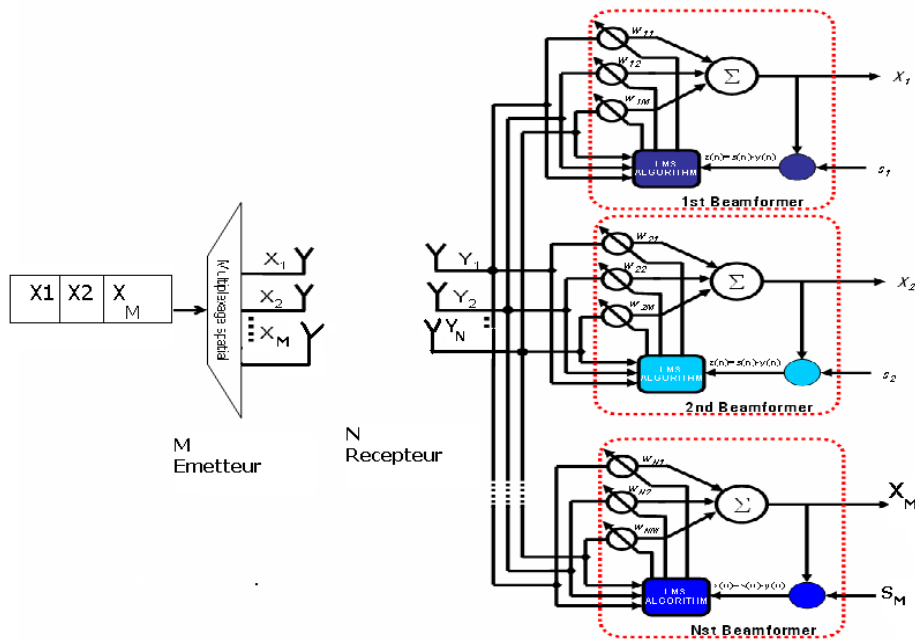 X1 X2 X M
Multiplexage spatial
X1
X2
XM
M
Emetteur
Y1
Y2
YN
N
Recepteur
w11
w12
w1M
Σ
X1
LMS
ALGORITHM
e(n)=s(n)-y(n)
s1
1st Beamformer
w21
w22
w2M
Σ
X2
LMS
ALGORITHM
e(n)=s(n)-y(n)
s2
2nd Beamformer
wN1
wN2
wNM
Σ
XM
LMS
ALGORITHM
e(n)=s(n)-y(n)
SM
Nst Beamformer